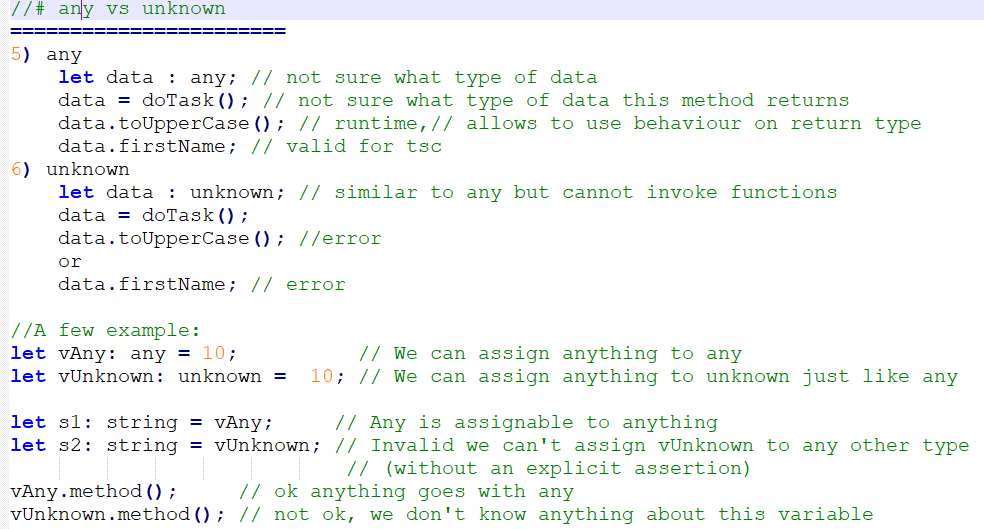 //# any vs unknown
=======================
5) any
    let data : any; // not sure what type of data
    data = doTask(); // not sure what type of data this method returns
    data.toUpperCase(); // runtime,// allows to use behaviour on return type
    data.firstName; // valid for tsc
6) unknown
    let data : unknown; // similar to any but cannot invoke functions
    data = doTask();
    data.toUpperCase(); //error
    or
    data.firstName; // error
//A few example:
let vAny: any = 10;          // We can assign anything to any
let vUnknown: unknown =  10; // We can assign anything to unknown just like any
let s1: string = vAny;     // Any is assignable to anything
let s2: string = vUnknown; // Invalid we can't assign vUnknown to any other type
                            // (without an explicit assertion)
vAny.method();     // ok anything goes with any
vUnknown.method(); // not ok, we don't know anything about this variable